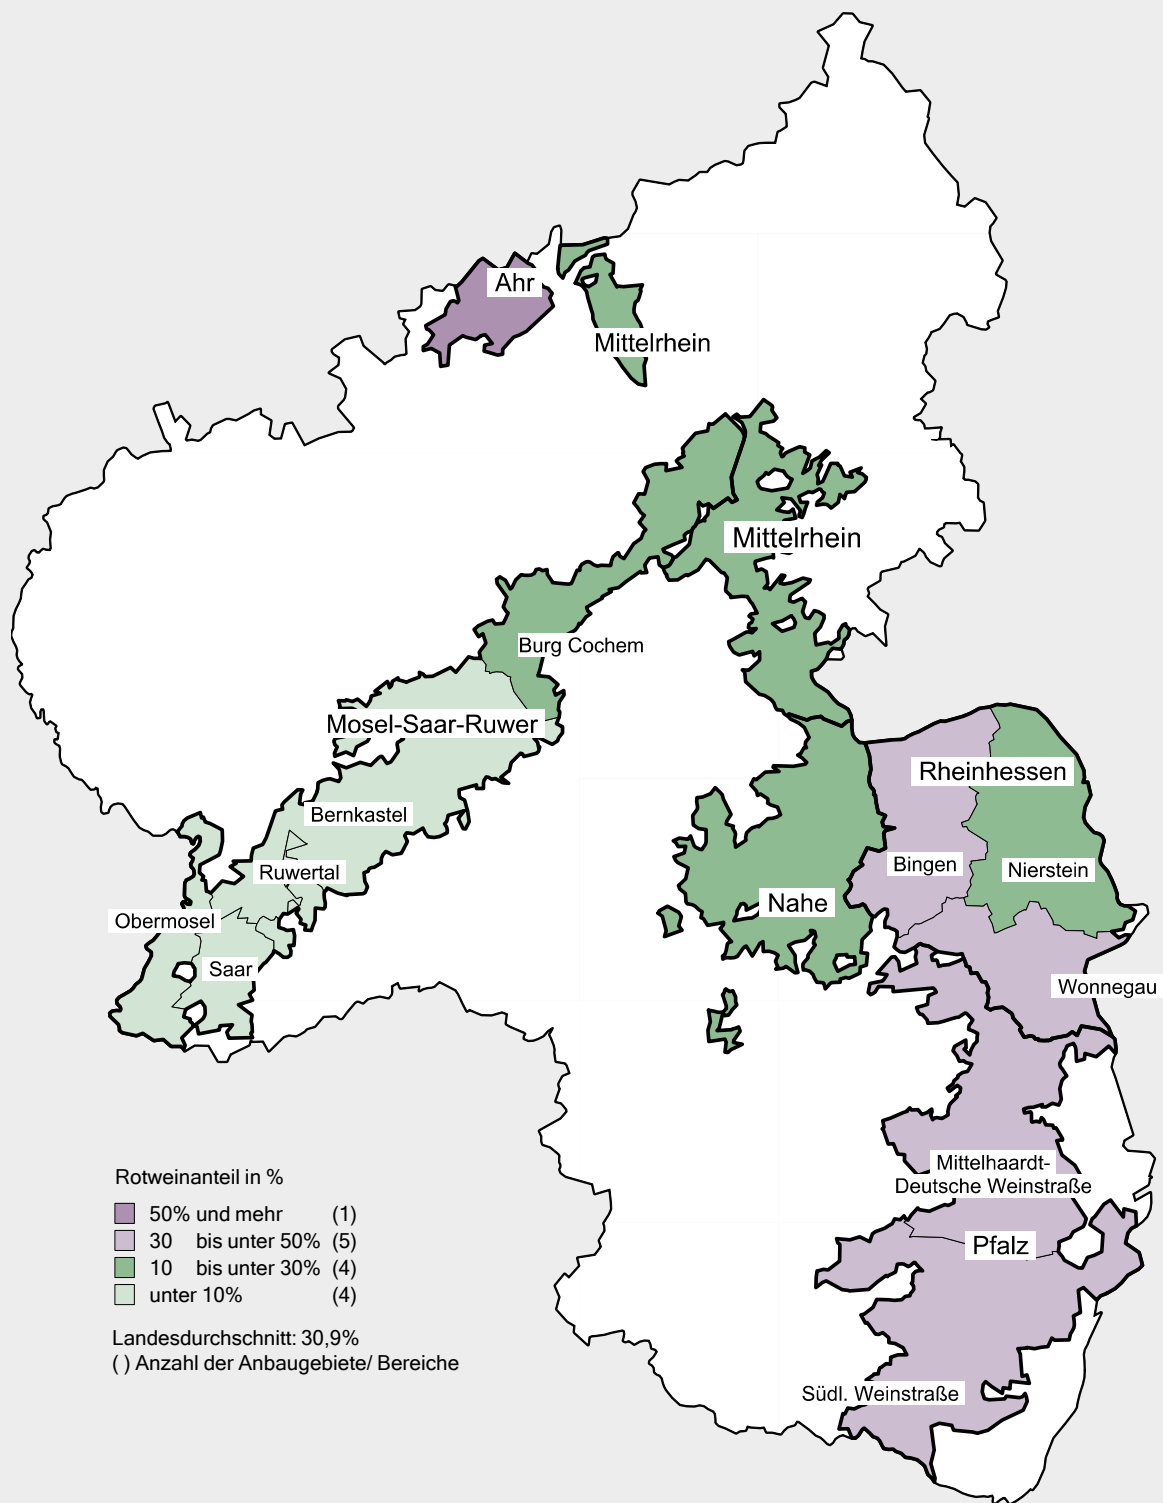 Ahr
Mittelrhein
Mittelrhein
Burg Cochem
Mosel-Saar-Ruwer
Rheinhessen
Bernkastel
Bingen
Nierstein
Ruwertal
Nahe
Obermosel
Saar
Wonnegau
Mittelhaardt-
Deutsche Weinstraße
Pfalz
Südl. Weinstraße
Rotweinanteil in %
50% und mehr (1)
30 bis unter 50% (5)
10 bis unter 30% (4)
unter 10% (4)
Landesdurchschnitt: 30,9%
( ) Anzahl der Anbaugebiete/ Bereiche